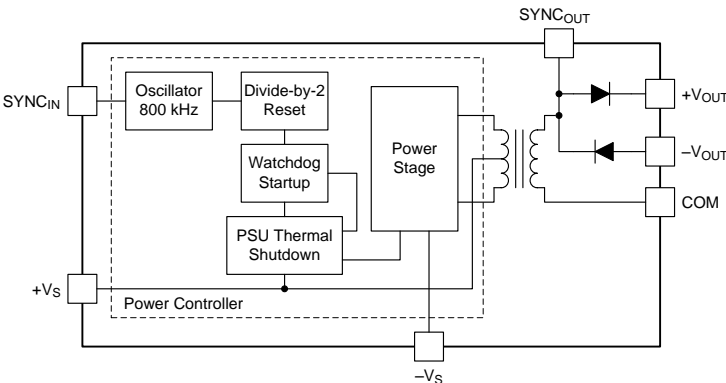 SYNCOUT
SYNCIN
Oscillator
800 kHz
Divide-by-2
Reset
+VOUT
Power
Stage
Watchdog
Startup
–VOUT
COM
PSU Thermal
Shutdown
+VS
Power Controller
–VS